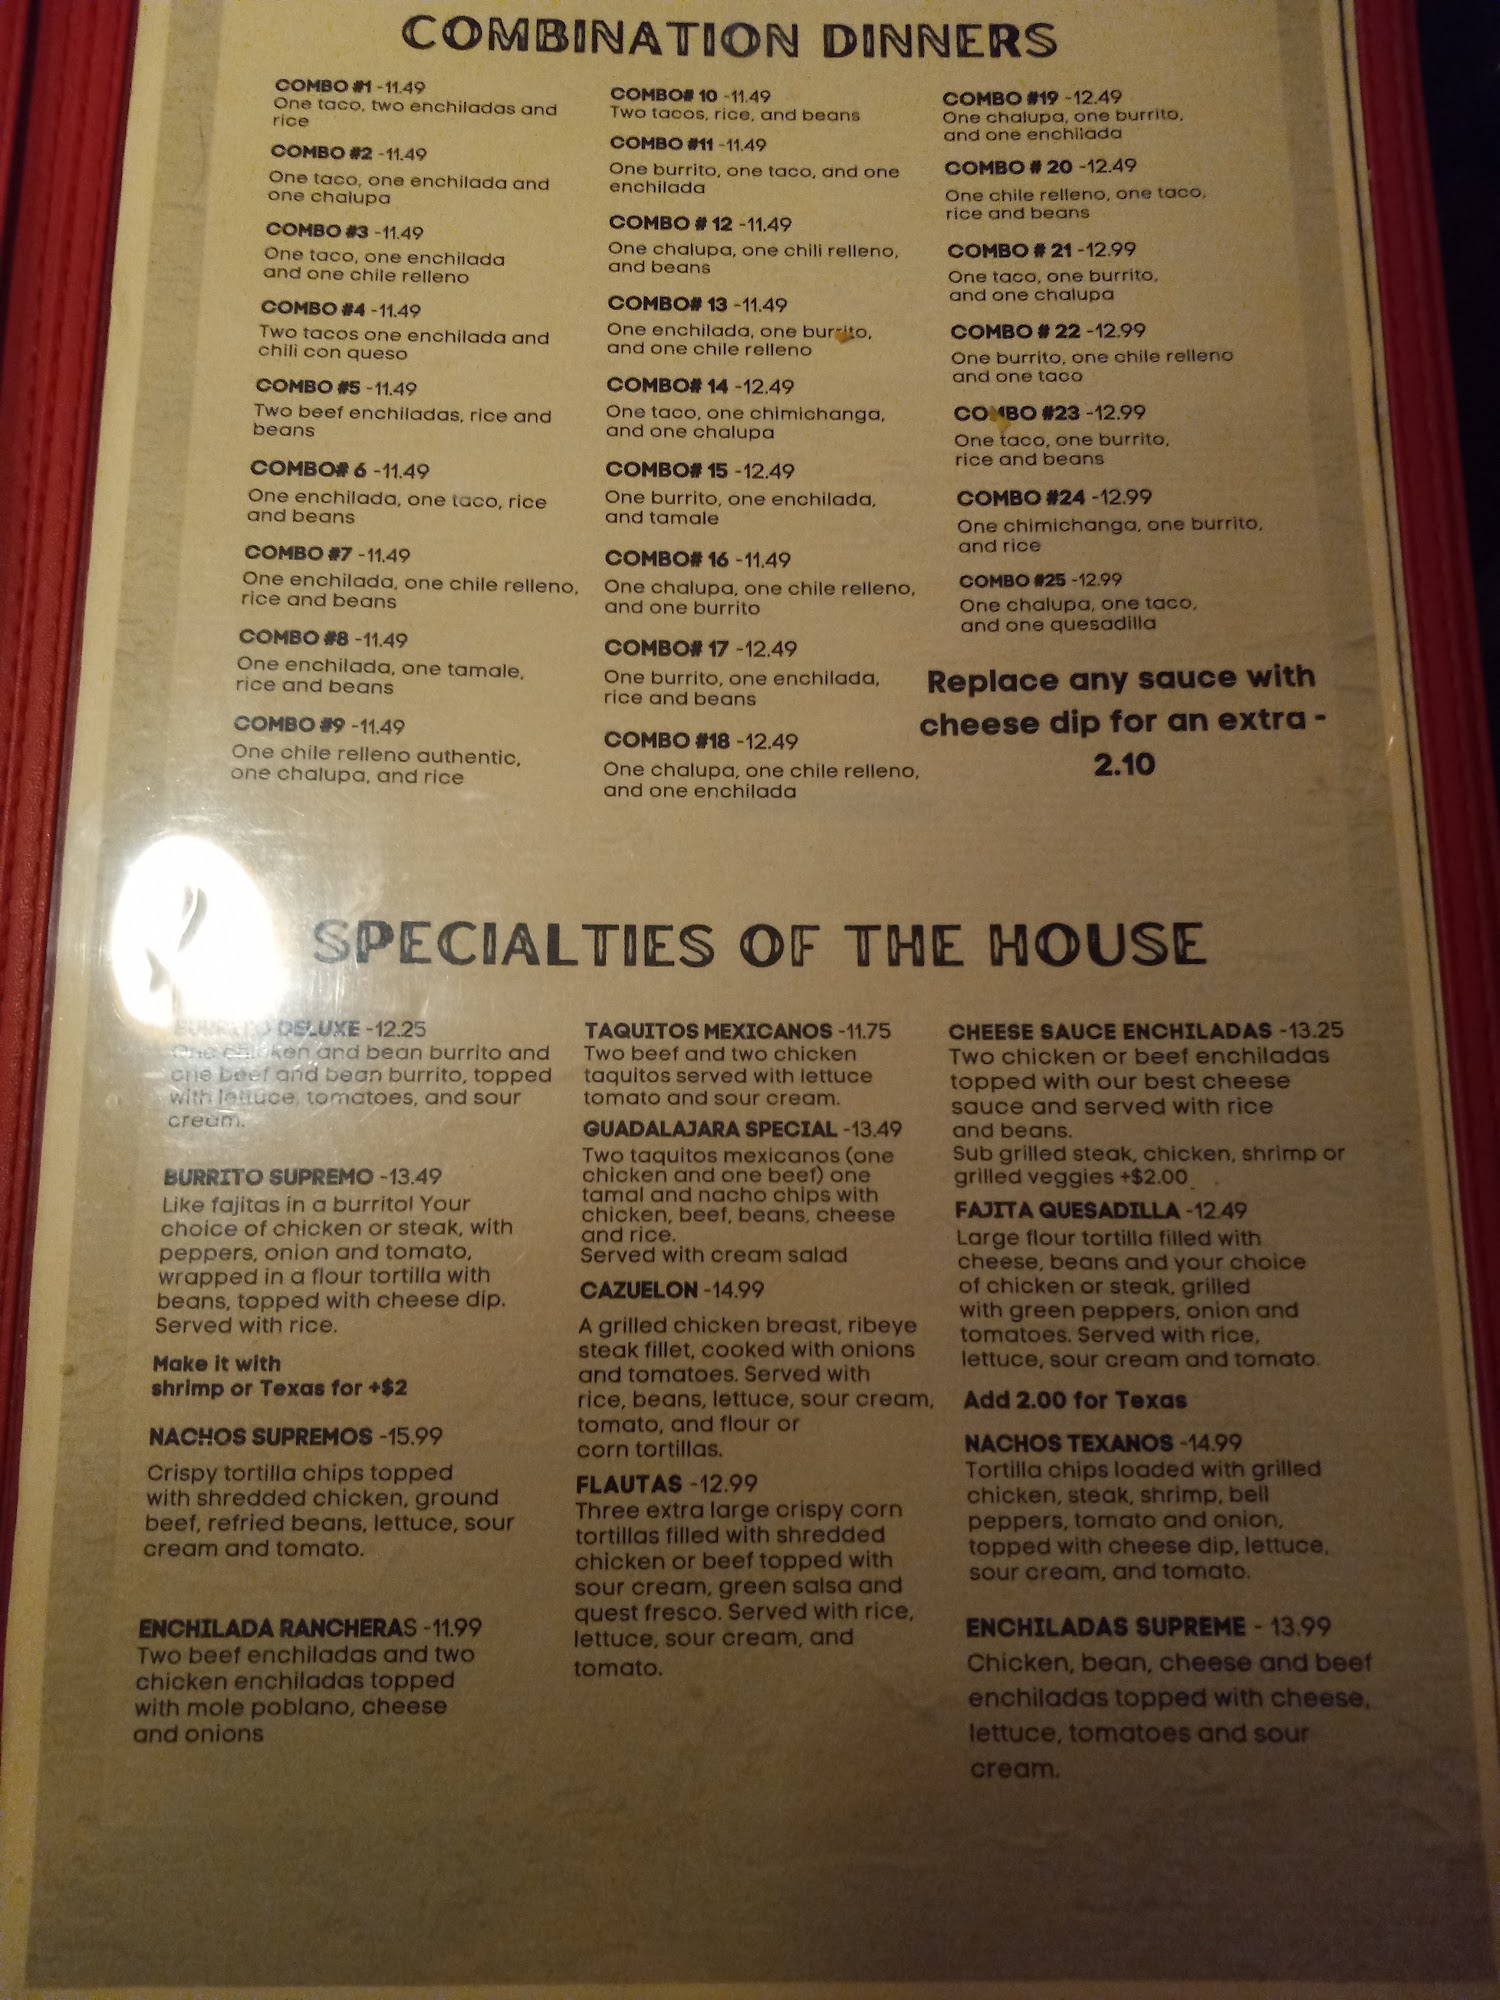 COMBINATION DINNERS
COMBO #1 -11.49
One taco, two enchiladas and
rice
COMBO #2 -11.49
One taco, one enchilada and
one chalupa
COMBO #3 -11.49
One taco, one enchilada
and one chile relleno
COMBO #4 -11.49
Two tacos one enchilada and
chili con queso
COMBO #5 -11.49
Two beef enchiladas, rice and
beans
COMBO# 6 -11.49
One enchilada, one taco, rice
and beans
COMBO #7 -11.49
One enchilada, one chile relleno,
rice and beans
COMBO #8 -11.49
One enchilada, one tamale,
rice and beans
COMBO #9 -11.49
One chile relleno authentic,
one chalupa, and rice
COMBO# 10 -11.49
Two tacos, rice, and beans
COMBO #11 -11.49
One burrito, one taco, and one
enchilada
COMBO # 12 -11.49
One chalupa, one chili relleno,
and beans
COMBO# 13 -11.49
One enchilada, one burrito,
and one chile relleno
COMBO# 14 -12.49
One taco, one chimichanga,
and one chalupa
COMBO# 15 -12.49
One burrito, one enchilada,
and tamale
COMBO# 16 -11.49
One chalupa, one chile relleno,
and one burrito
COMBO# 17 -12.49
One burrito, one enchilada,
rice and beans
COMBO #18 -12.49
One chalupa, one chile relleno,
and one enchilada
COMBO #19 -12.49
One chalupa, one burrito,
and one enchilada
COMBO # 20 -12.49
One chile relleno, one taco,
rice and beans
COMBO # 21 -12.99
One taco, one burrito,
and one chalupa
COMBO # 22 -12.99
One burrito, one chile relleno
and one taco
COMBO #23 -12.99
One taco, one burrito,
rice and beans
COMBO #24 -12.99
One chimichanga, one burrito,
and rice
COMBO #25 -12.99
One chalupa, one taco,
and one quesadilla
Replace any sauce with
cheese dip for an extra -
2.10
SPECIALTIES OF THE HOUSE
BURRITO DELUXE -12.25
One chicken and bean burrito and
one beef and bean burrito, topped
with lettuce, tomatoes, and sour
cream.
BURRITO SUPREMO -13.49
Like fajitas in a burrito! Your
choice of chicken or steak, with
peppers, onion and tomato,
wrapped in a flour tortilla with
beans, topped with cheese dip.
Served with rice.
Make it with
shrimp or Texas for +$2
NACHOS SUPREMOS -15.99
Crispy tortilla chips topped
with shredded chicken, ground
beef, refried beans, lettuce, sour
cream and tomato.
ENCHILADA RANCHERAS -11.99
Two beef enchiladas and two
chicken enchiladas topped
with mole poblano, cheese
and onions
TAQUITOS MEXICANOS -11.75
Two beef and two chicken
taquitos served with lettuce
tomato and sour cream.
GUADALAJARA SPECIAL -13.49
Two taquitos mexicanos (one
chicken and one beef) one
tamal and nacho chips with
chicken, beef, beans, cheese
and rice.
Served with cream salad
CAZUELON -14.99
A grilled chicken breast, ribeye
steak fillet, cooked with onions
and tomatoes. Served with
rice, beans, lettuce, sour cream,
tomato, and flour or
corn tortillas.
FLAUTAS -12.99
Three extra large crispy corn
tortillas filled with shredded
chicken or beef topped with
sour cream, green salsa and
quest fresco. Served with rice,
lettuce, sour cream, and
tomato.
CHEESE SAUCE ENCHILADAS -13.25
Two chicken or beef enchiladas
topped with our best cheese
sauce and served with rice
and beans.
Sub grilled steak, chicken, shrimp or
grilled veggies +$2.00
FAJITA QUESADILLA -12.49
Large flour tortilla filled with
cheese, beans and your choice
of chicken or steak, grilled
with green peppers, onion and
tomatoes. Served with rice,
lettuce, sour cream and tomato.
Add 2.00 for Texas
NACHOS TEXANOS -14.99
Tortilla chips loaded with grilled
chicken, steak, shrimp, bell
peppers, tomato and onion,
topped with cheese dip, lettuce,
sour cream, and tomato.
ENCHILADAS SUPREME - 13.99
Chicken, bean, cheese and beef
enchiladas topped with cheese,
lettuce, tomatoes and sour
cream.